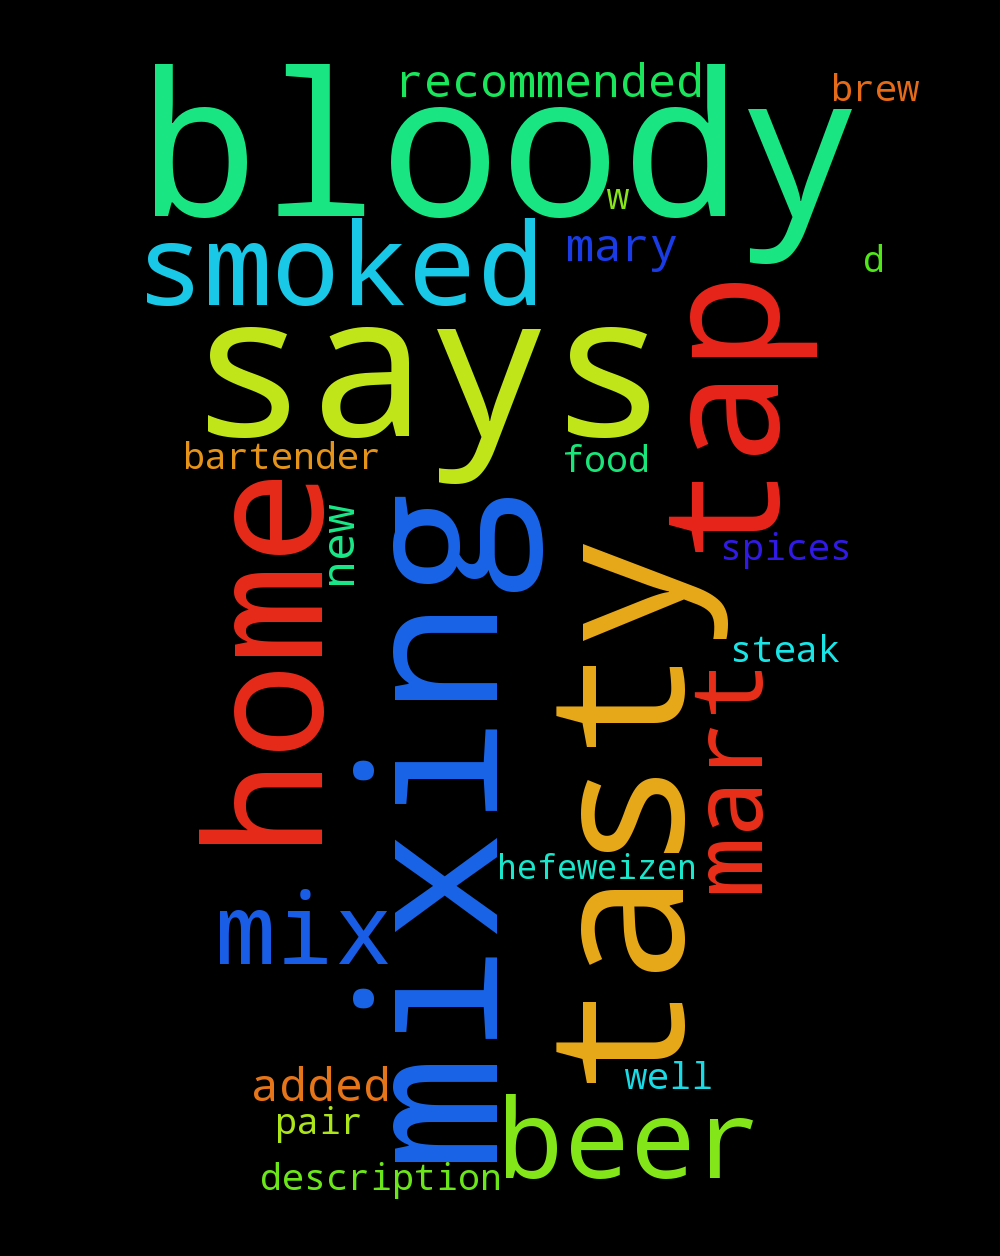 recommended
brew
bloody
w
mary
d
smoked
says
tap
bartender
food
home
new
mixing
tasty
spices
steak
mart
hefeweizen
mix
added
well
pair
beer
description